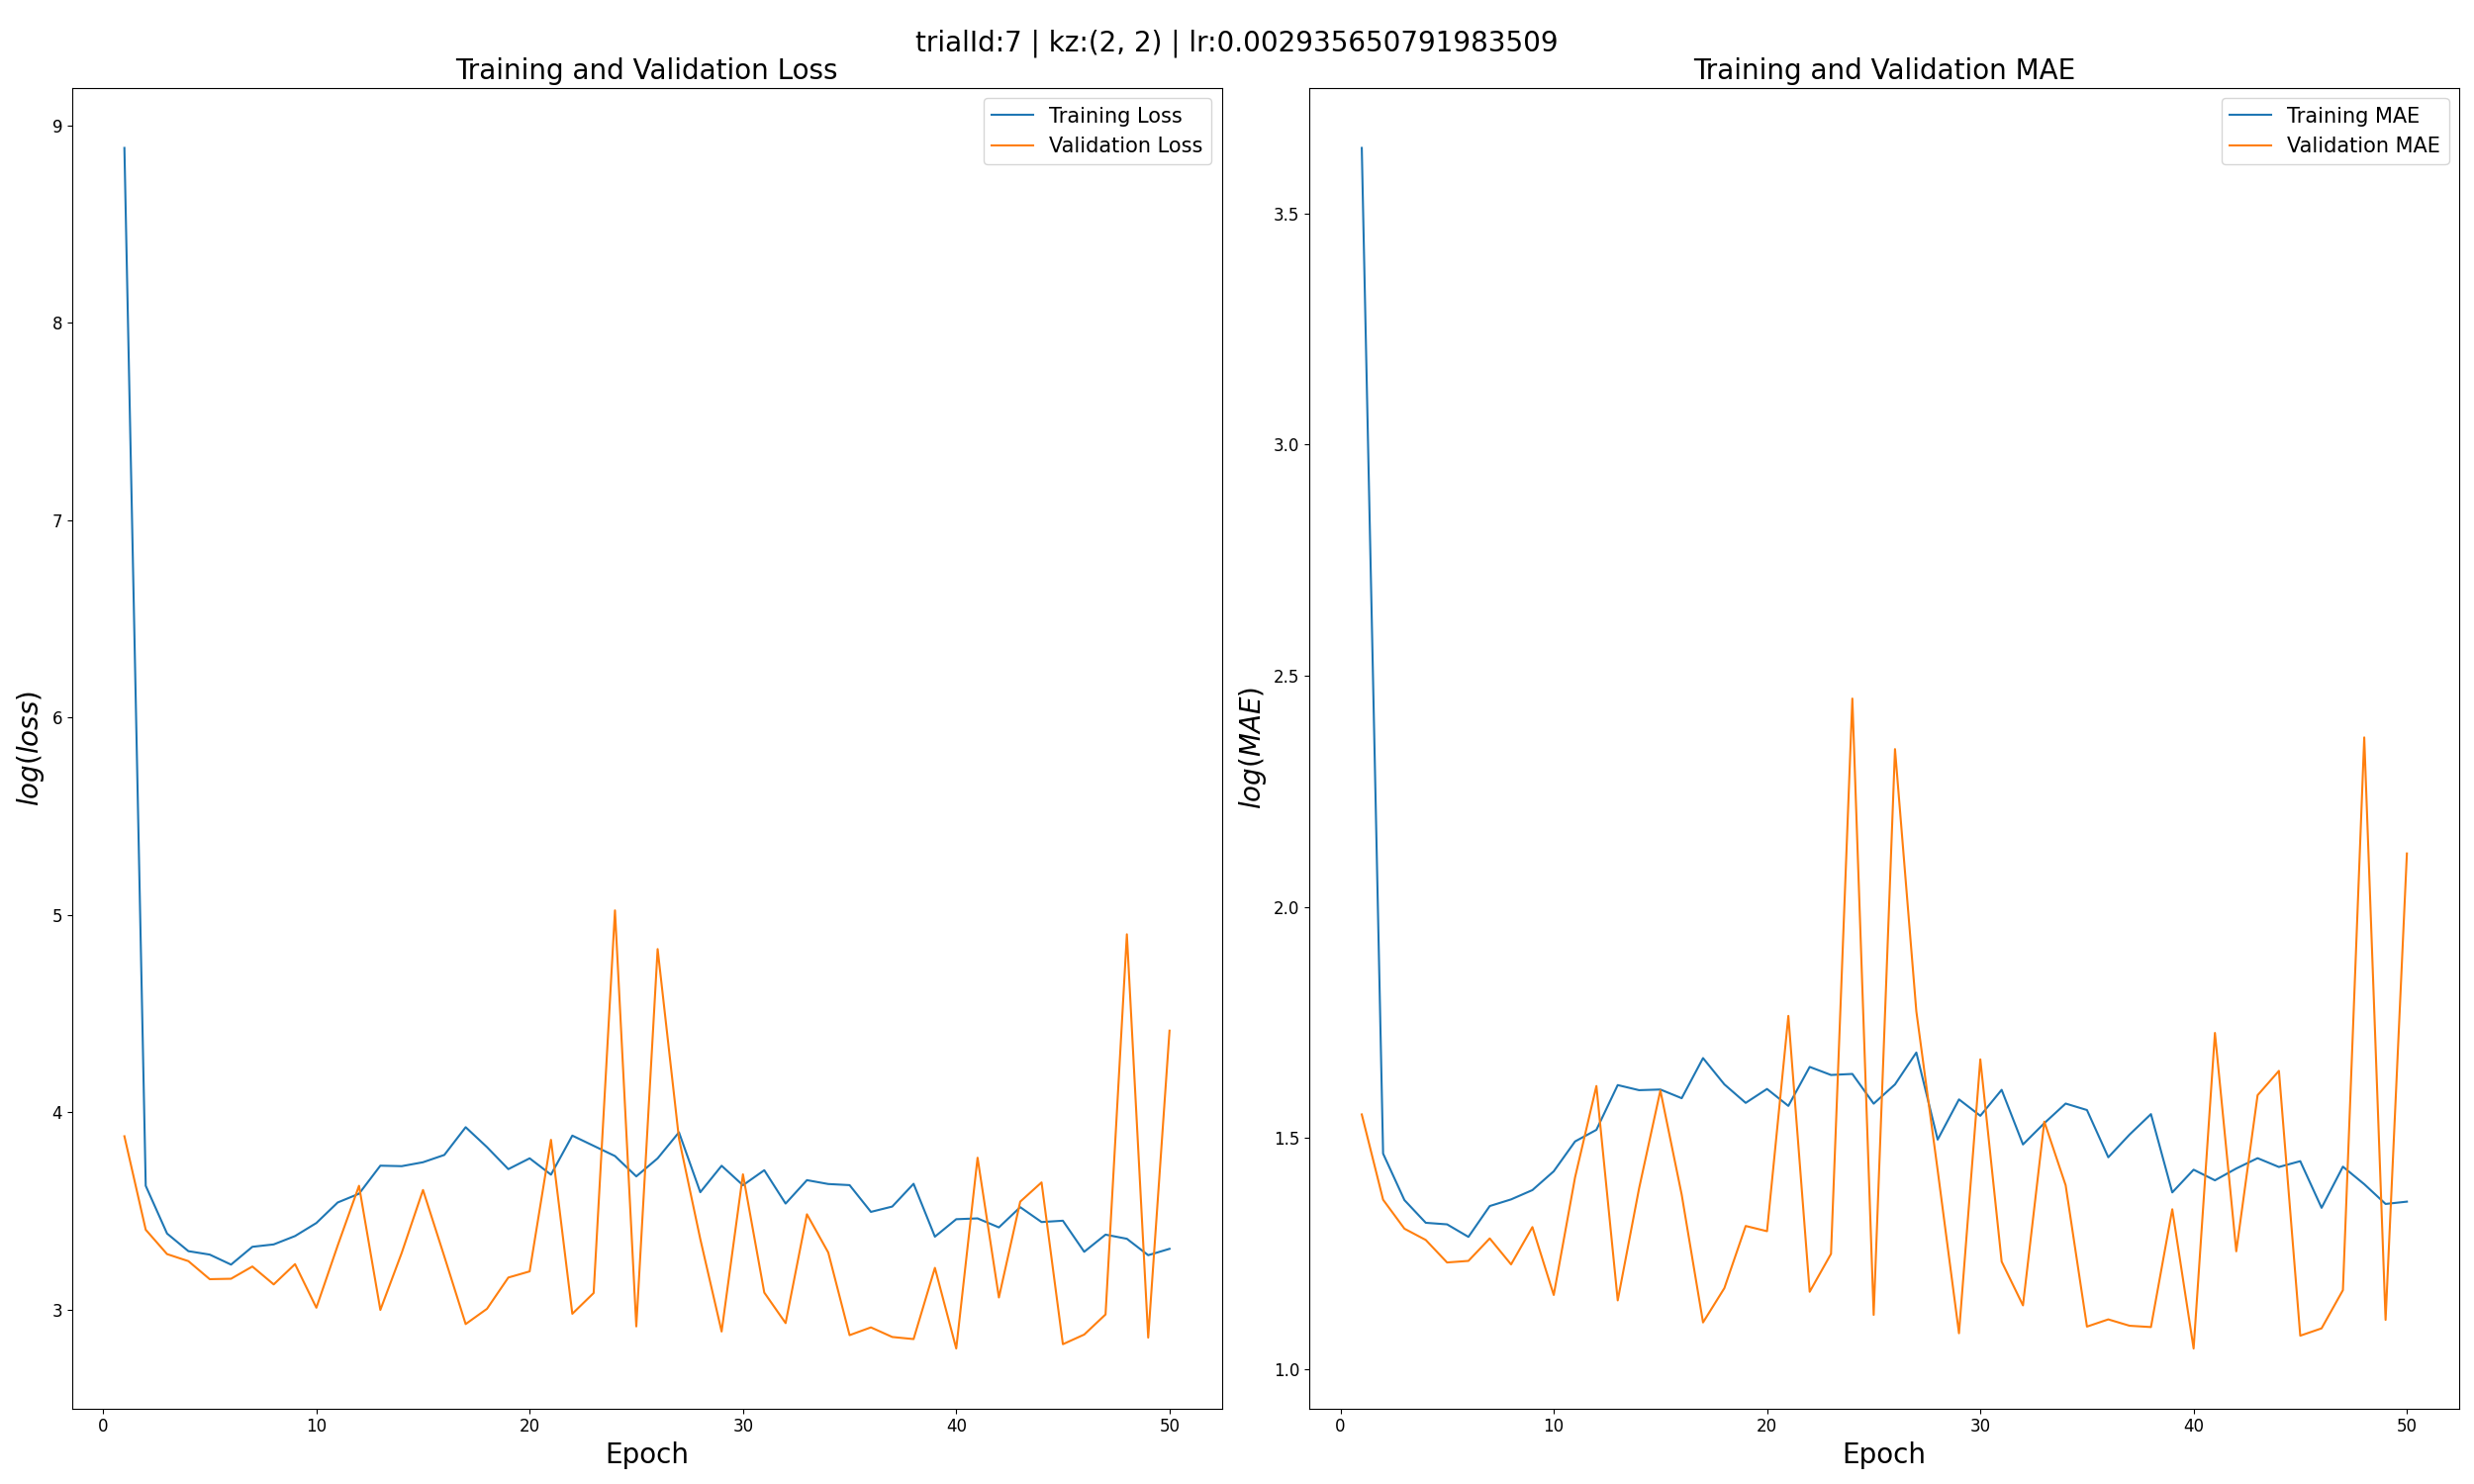 trialId:7 | kz:(2, 2) | lr:0.002935650791983509
Training and Validation Loss
Training Loss
Validation Loss
9
8
7
6
5
4
3
log(loss)
0 10 20 30 40 50
Epoch
Training and Validation MAE
Training MAE
Validation MAE
3.5
3.0
2.5
2.0
1.5
1.0
log(MAE)
0 10 20 30 40 50
Epoch